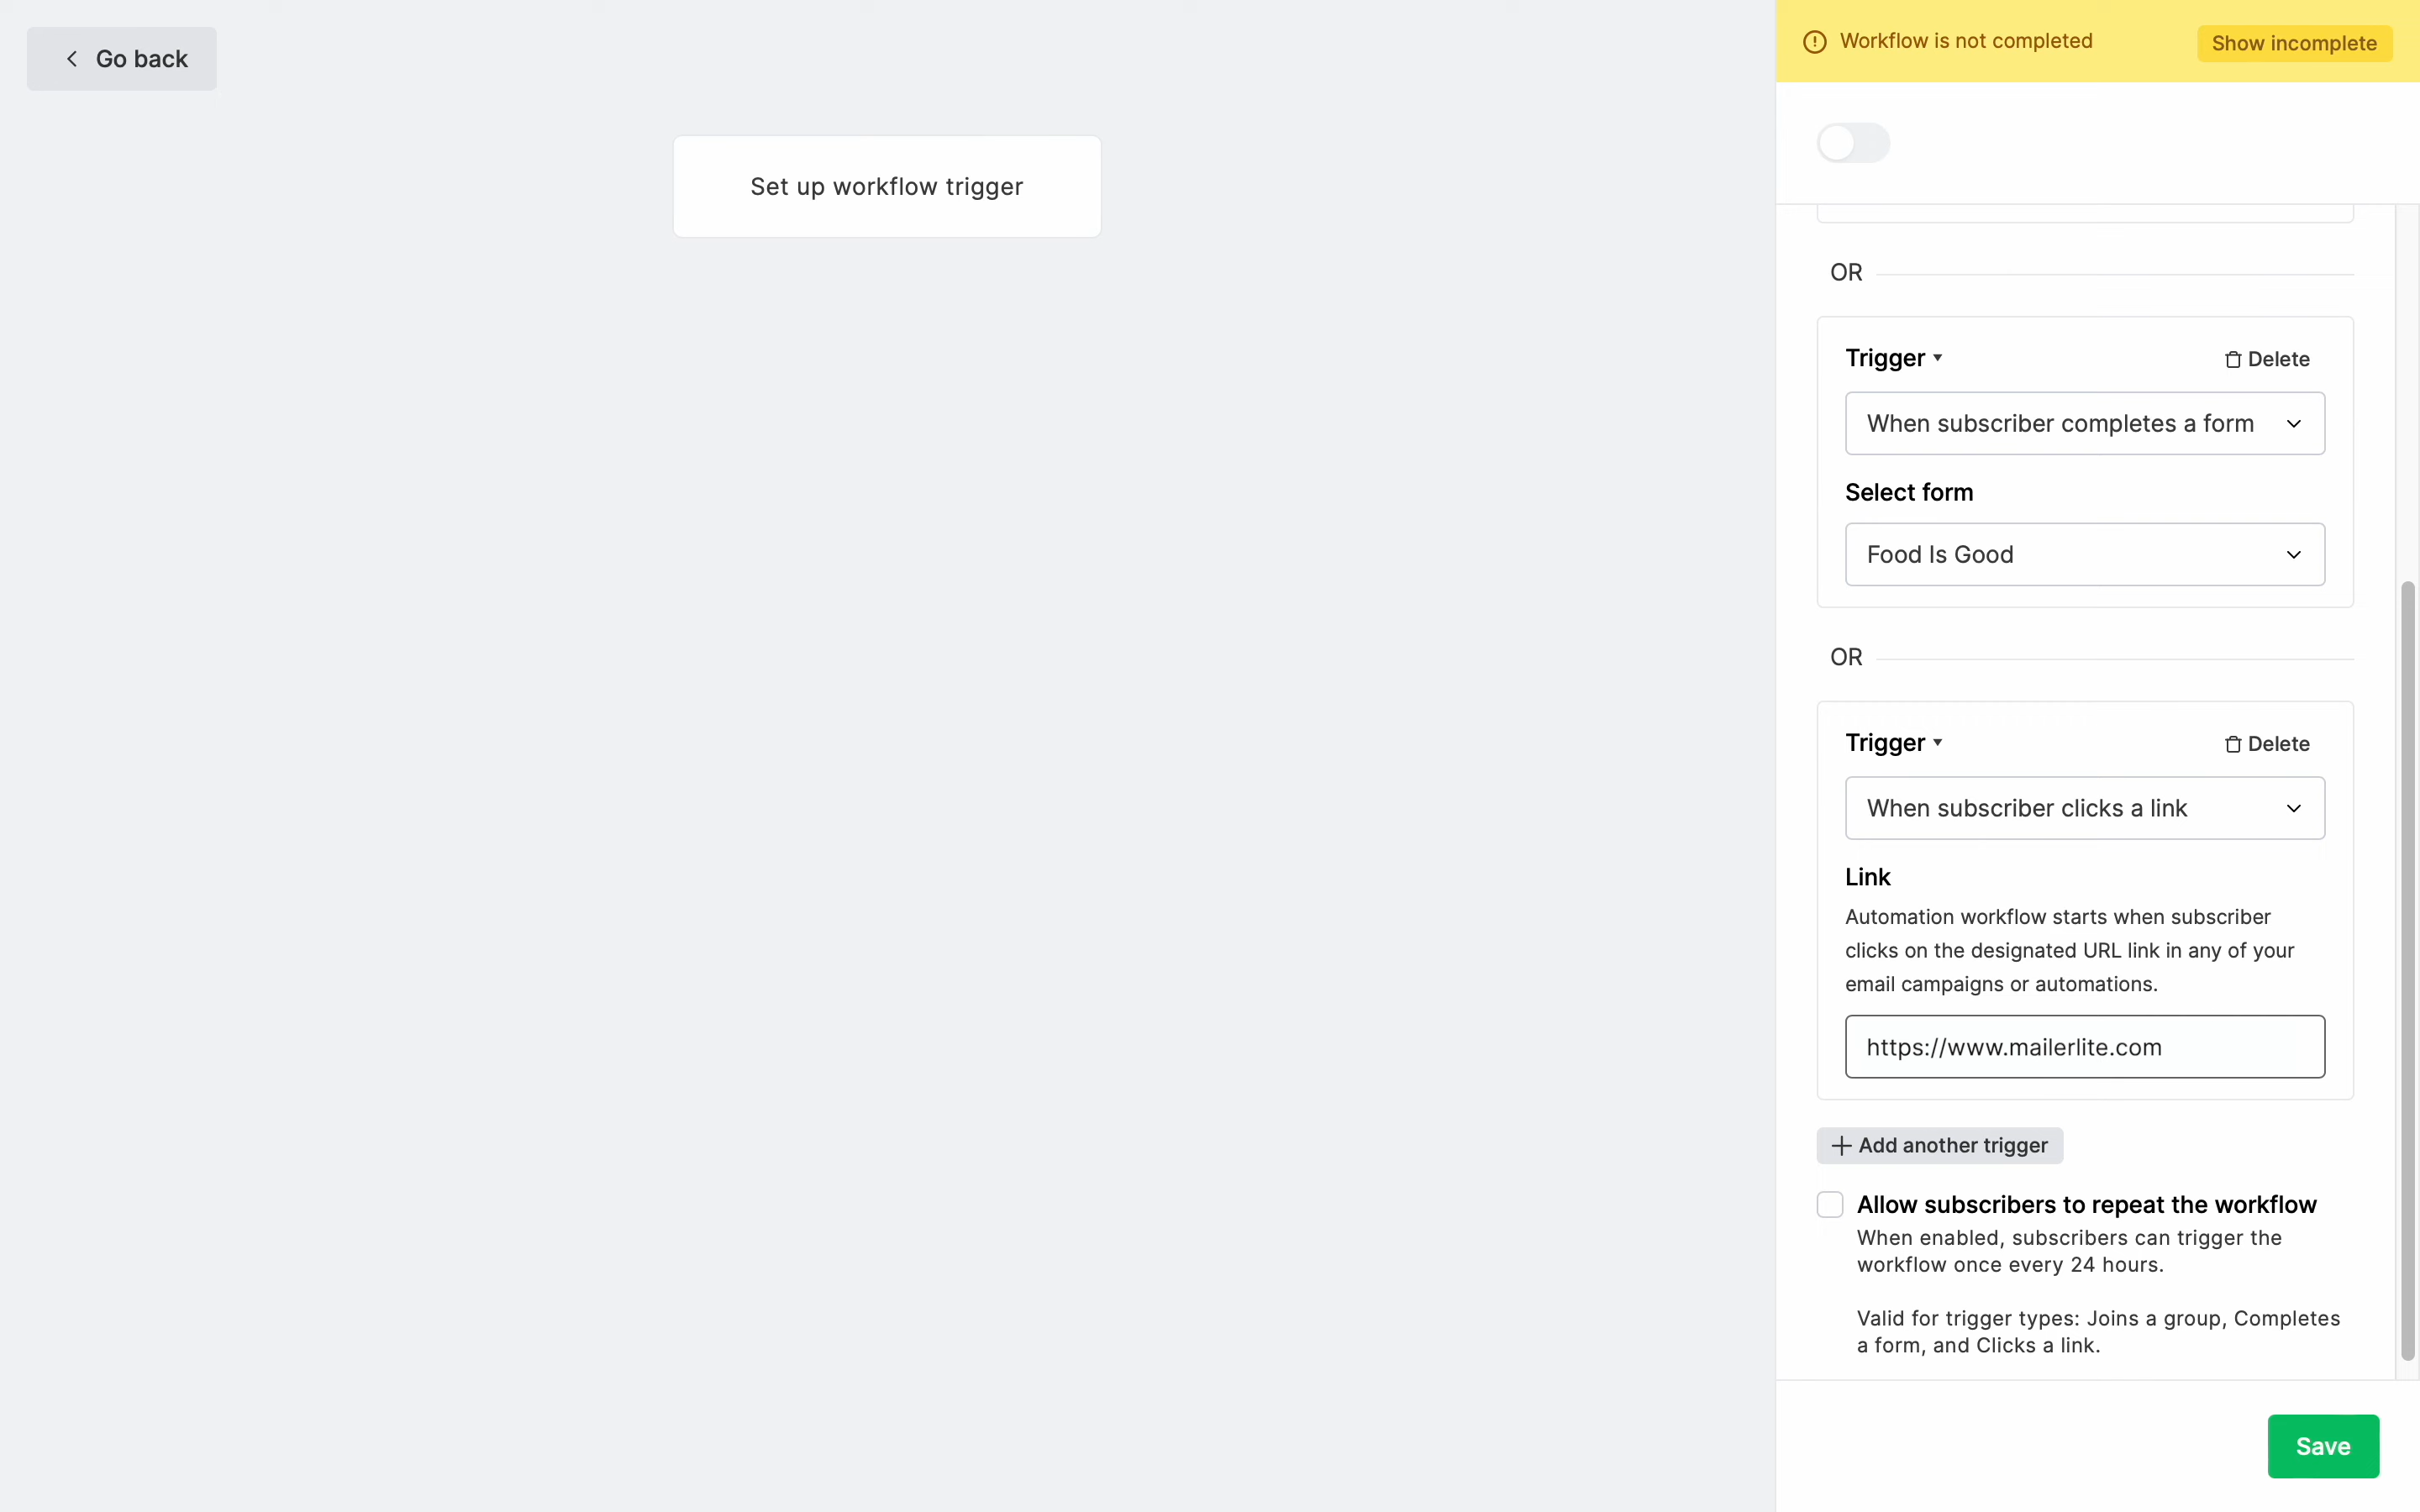 Go back
Workflow is not completed
Show incomplete
Set up workflow trigger
OR
Trigger
Delete
When subscriber completes a form
Select form
Food Is Good
OR
Trigger
Delete
When subscriber clicks a link
Link
Automation workflow starts when subscriber
clicks on the designated URL link in any of your
email campaigns or automations.
https://www.mailerlite.com
Add another trigger
Allow subscribers to repeat the workflow
When enabled, subscribers can trigger the
workflow once every 24 hours.
Valid for trigger types: Joins a group, Completes
a form, and Clicks a link.
Save